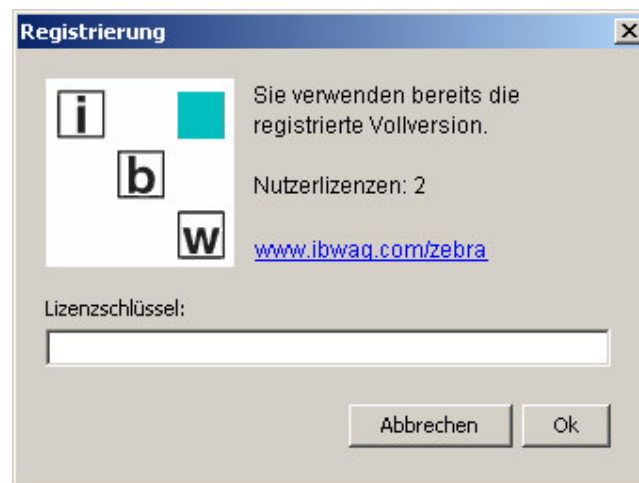 Registrierung
i
b
w
Sie verwenden bereits die
registrierte Vollversion.
Nutzerlizenzen: 2
www.ibwag.com/zebra
Lizenzschlüssel:
Abbrechen
Ok